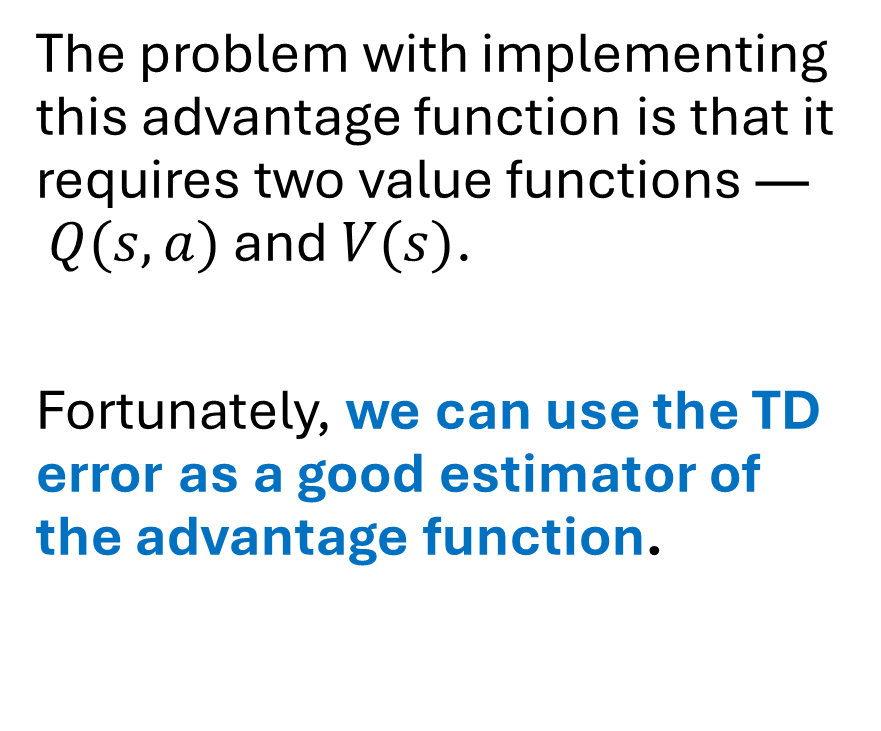 The problem with implementing
this advantage function is that it
requires two value functions —
Q(s, a) and V(s).
Fortunately, we can use the TD
error as a good estimator of
the advantage function.